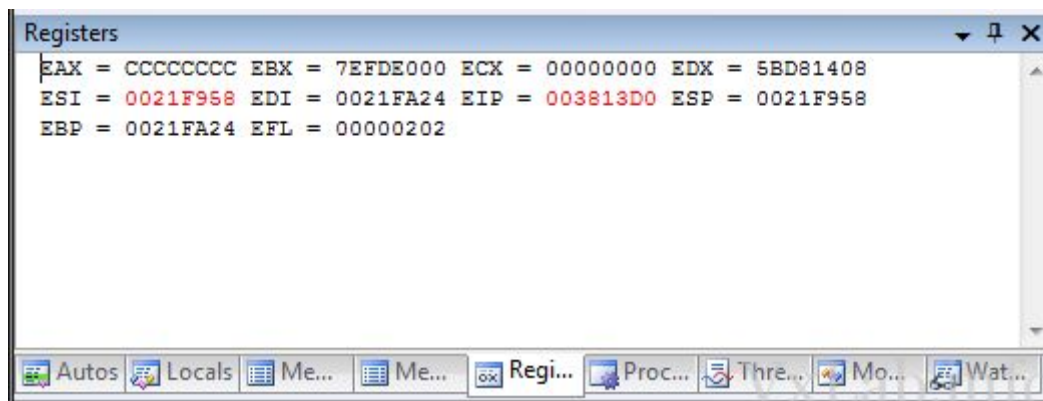 Registers
EAX = CCCCCCCC EBX = 7EFDE000 ECX = 00000000 EDX = 5BD81408
ESI = 0021F958 EDI = 0021FA24 EIP = 003813D0 ESP = 0021F958
EBP = 0021FA24 EFL = 00000202
Autos Locals Me... Me... Regi... Proc... Thre... Mo... Wat...